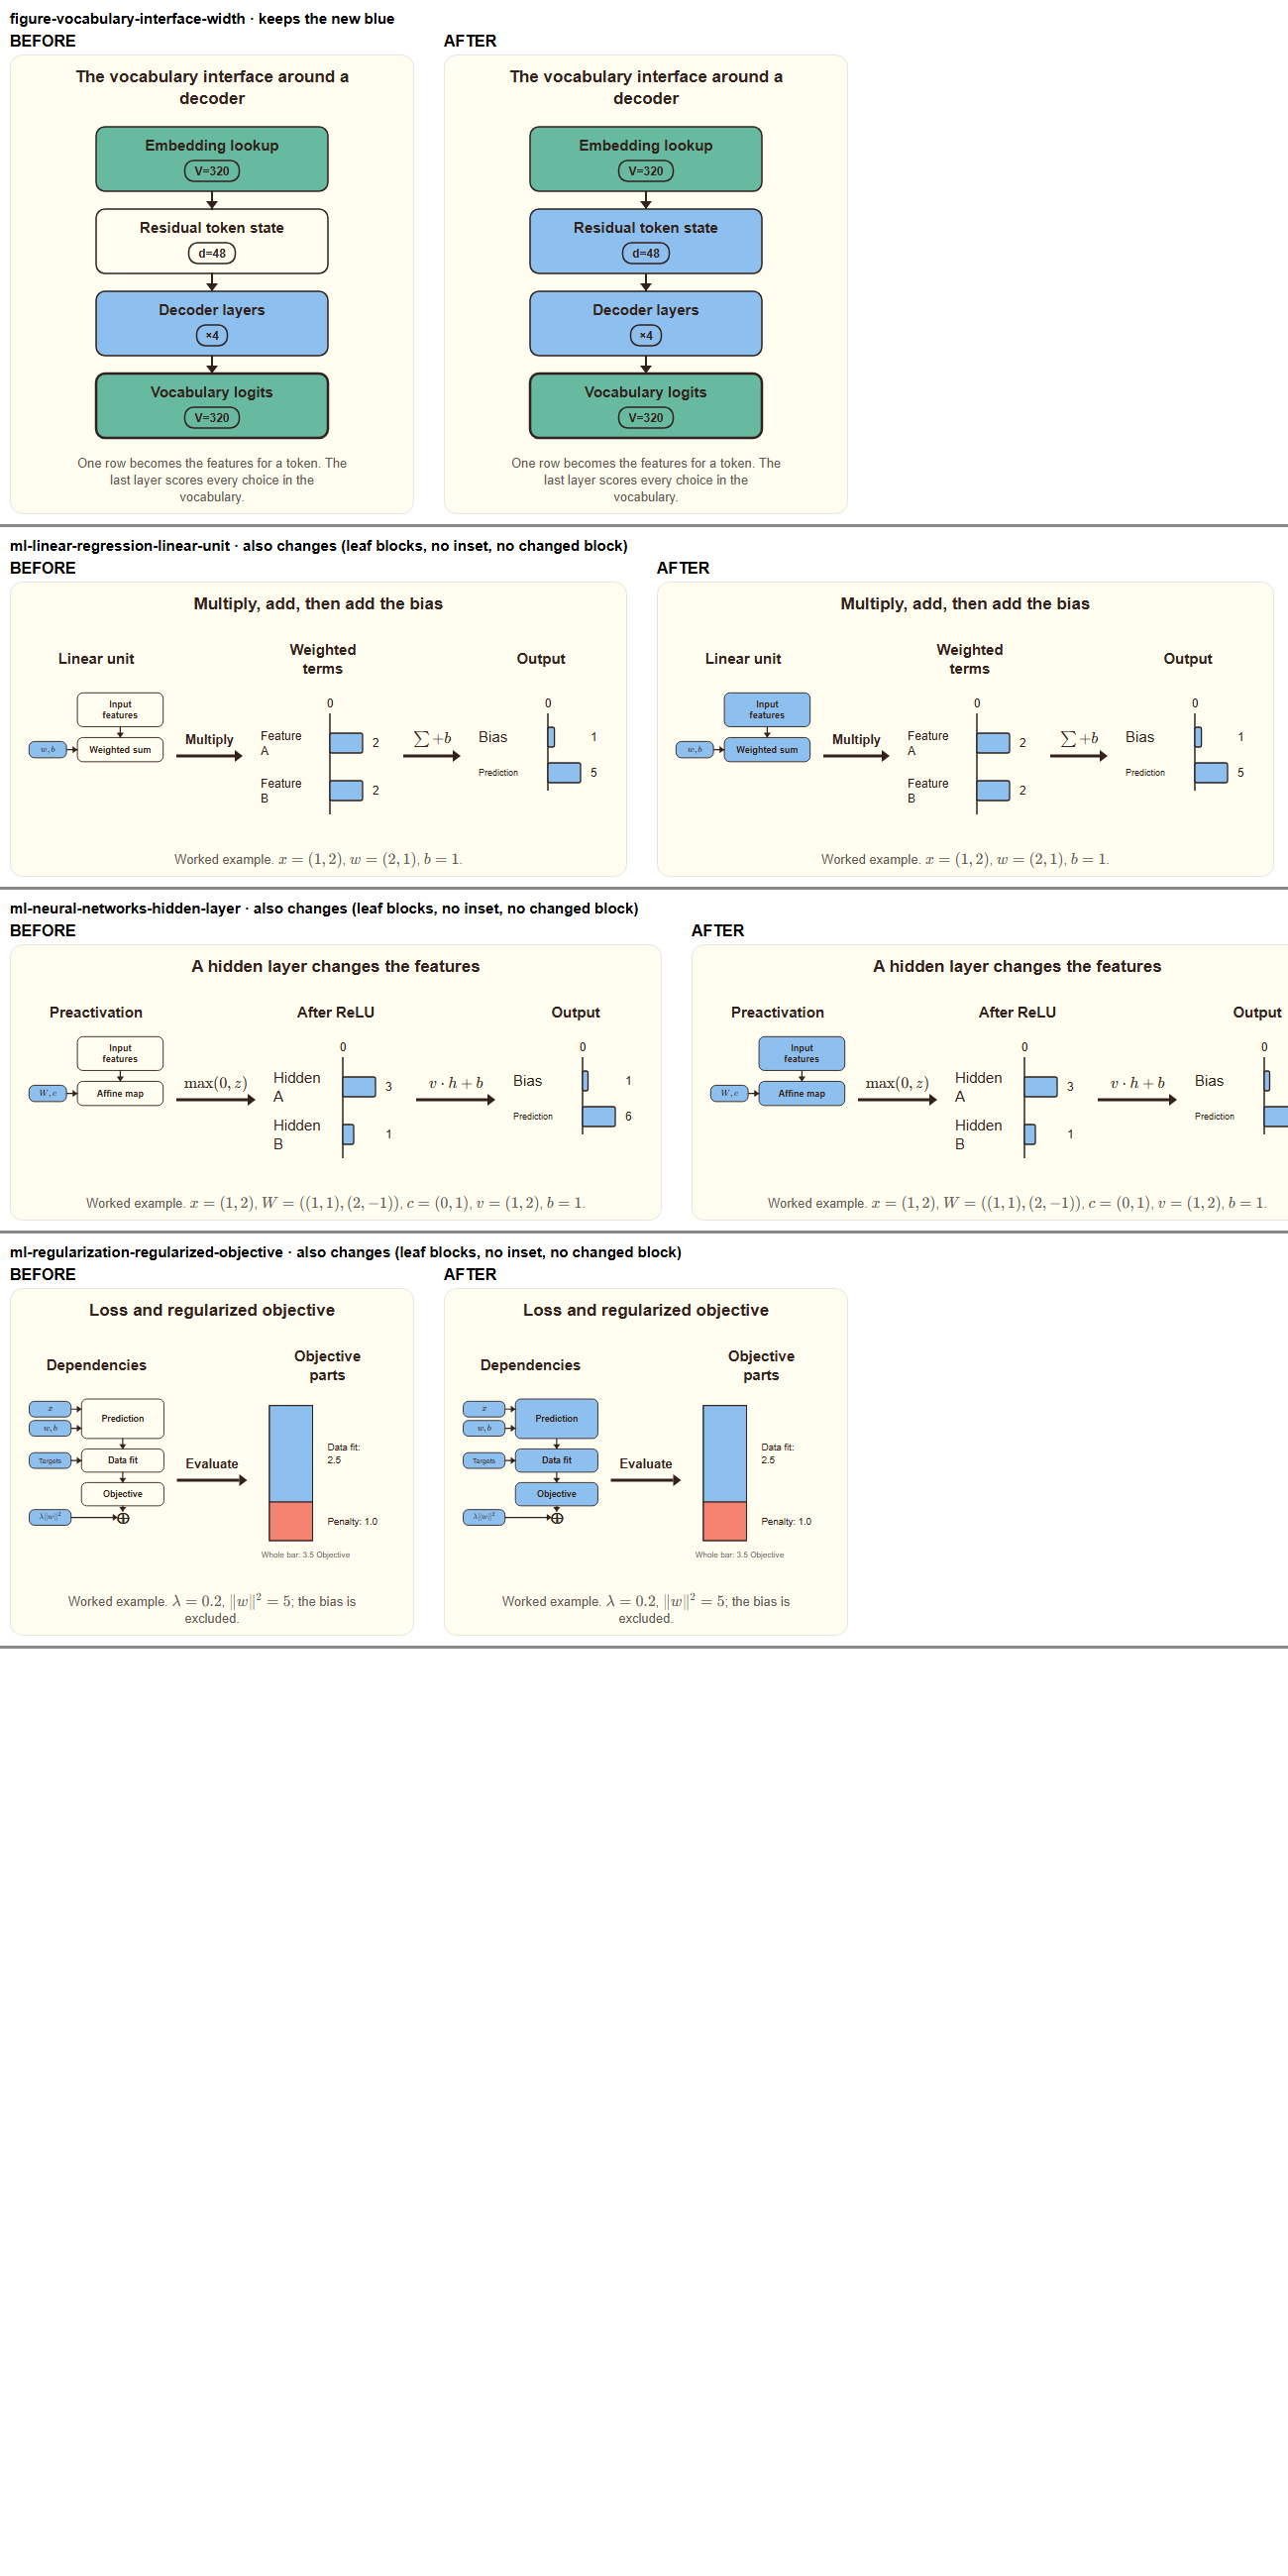 figure-vocabulary-interface-width · keeps the new blue
BEFORE
The vocabulary interface around a
decoder
Embedding lookup
V=320
Residual token state
d=48
Decoder layers
×4
Vocabulary logits
V=320
One row becomes the features for a token. The
last layer scores every choice in the
vocabulary.
AFTER
The vocabulary interface around a
decoder
Embedding lookup
V=320
Residual token state
d=48
Decoder layers
×4
Vocabulary logits
V=320
One row becomes the features for a token. The
last layer scores every choice in the
vocabulary.
ml-linear-regression-linear-unit · also changes (leaf blocks, no inset, no changed block)
BEFORE
Multiply, add, then add the bias
Linear unit
Input
features
w, b
Weighted sum
Multiply
Weighted
terms
0
Feature
A
2
Feature
B
2
∑ +b
Output
0
Bias
1
Prediction
5
Worked example. x = (1, 2), w = (2, 1), b = 1.
AFTER
Multiply, add, then add the bias
Linear unit
Input
features
w, b
Weighted sum
Multiply
Weighted
terms
0
Feature
A
2
Feature
B
2
∑ +b
Output
0
Bias
1
Prediction
5
Worked example. x = (1, 2), w = (2, 1), b = 1.
ml-neural-networks-hidden-layer · also changes (leaf blocks, no inset, no changed block)
BEFORE
A hidden layer changes the features
Preactivation
Input
features
W, c
Affine map
max(0, z)
After ReLU
0
Hidden
A
3
Hidden
B
1
v · h + b
Output
0
Bias
1
Prediction
6
Worked example. x = (1, 2), W = ((1, 1), (2, −1)), c = (0, 1), v = (1, 2), b = 1.
AFTER
A hidden layer changes the features
Preactivation
Input
features
W, c
Affine map
max(0, z)
After ReLU
0
Hidden
A
3
Hidden
B
1
v · h + b
Output
0
Bias
Prediction
Worked example. x = (1, 2), W = ((1, 1), (2, −1)), c = (0, 1), v = (1, 2), b = 1.
ml-regularization-regularized-objective · also changes (leaf blocks, no inset, no changed block)
BEFORE
Loss and regularized objective
Dependencies
x
w, b
Prediction
Targets
Data fit
Objective
λ‖w‖²
Evaluate
Objective
parts
Data fit:
2.5
Penalty: 1.0
Whole bar: 3.5 Objective
Worked example. λ = 0.2, ‖w‖² = 5; the bias is
excluded.
AFTER
Loss and regularized objective
Dependencies
x
w, b
Prediction
Targets
Data fit
Objective
λ‖w‖²
Evaluate
Objective
parts
Data fit:
2.5
Penalty: 1.0
Whole bar: 3.5 Objective
Worked example. λ = 0.2, ‖w‖² = 5; the bias is
excluded.